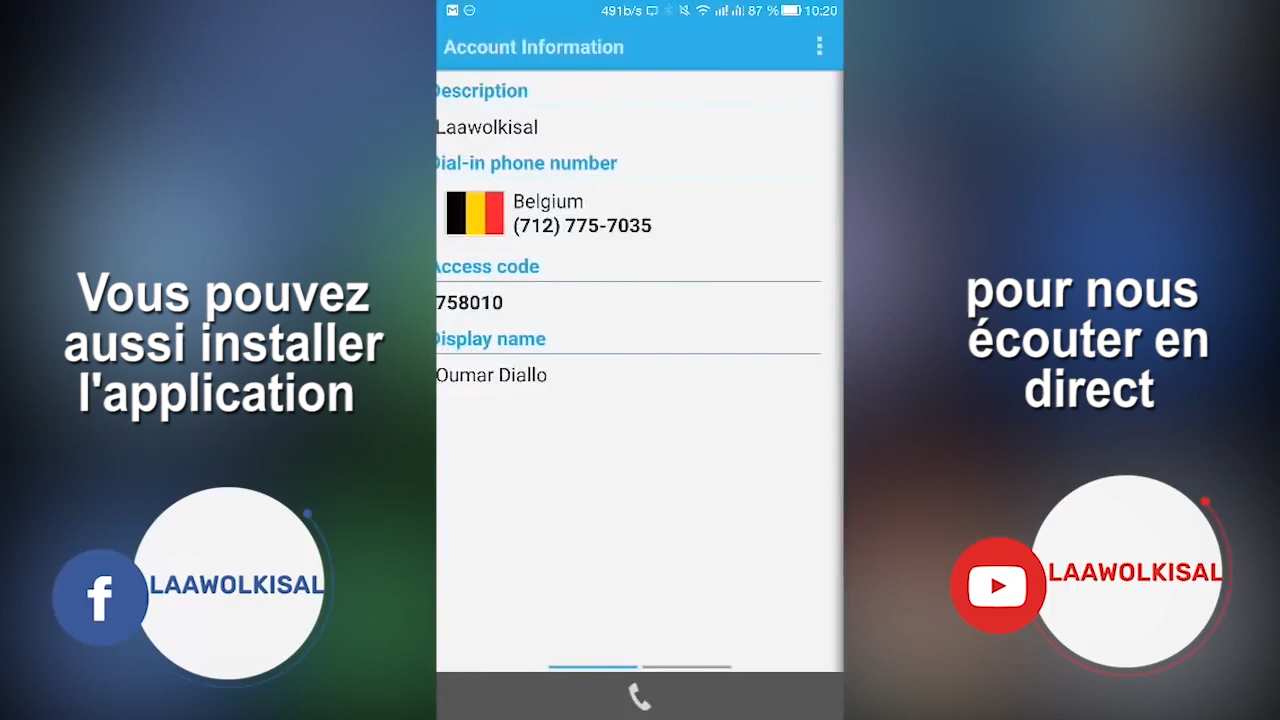 491b/s 87 % 10:20
Account Information
Description
Laawolkisal
Dial-in phone number
Belgium
(712) 775-7035
Access code
758010
Display name
Oumar Diallo
Vous pouvez
aussi installer
l'application
pour nous
écouter en
direct
f
LAAWOLKISAL
LAAWOLKISAL